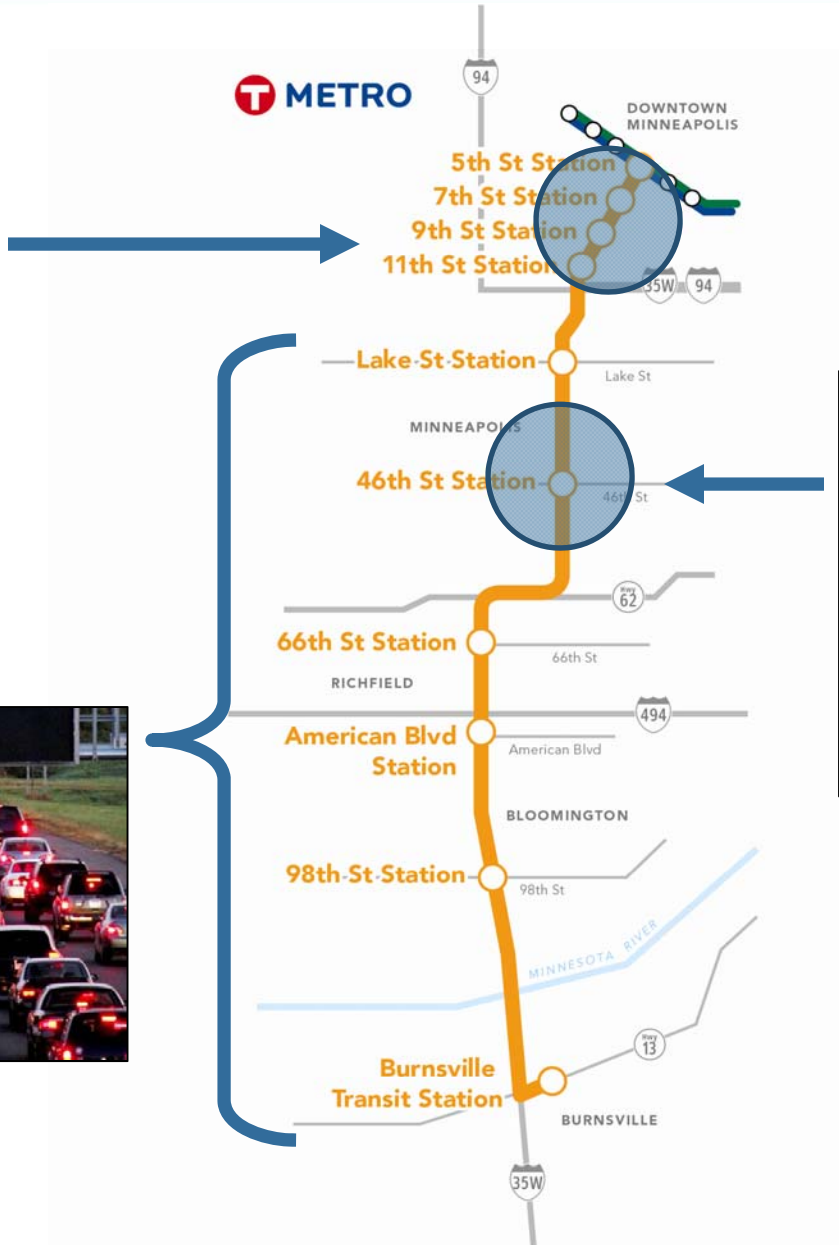 94
T METRO
DOWNTOWN
MINNEAPOLIS
5th St Station
7th St Station
9th St Station
11th St Station
35W 94
Lake St Station
Lake St
MINNEAPOLIS
46th St Station
46th St
Hwy
62
66th St Station
66th St
RICHFIELD
494
American Blvd
Station
American Blvd
BLOOMINGTON
98th St Station
98th St
MINNESOTA RIVER
Hwy
13
Burnsville
Transit Station
BURNSVILLE
35W